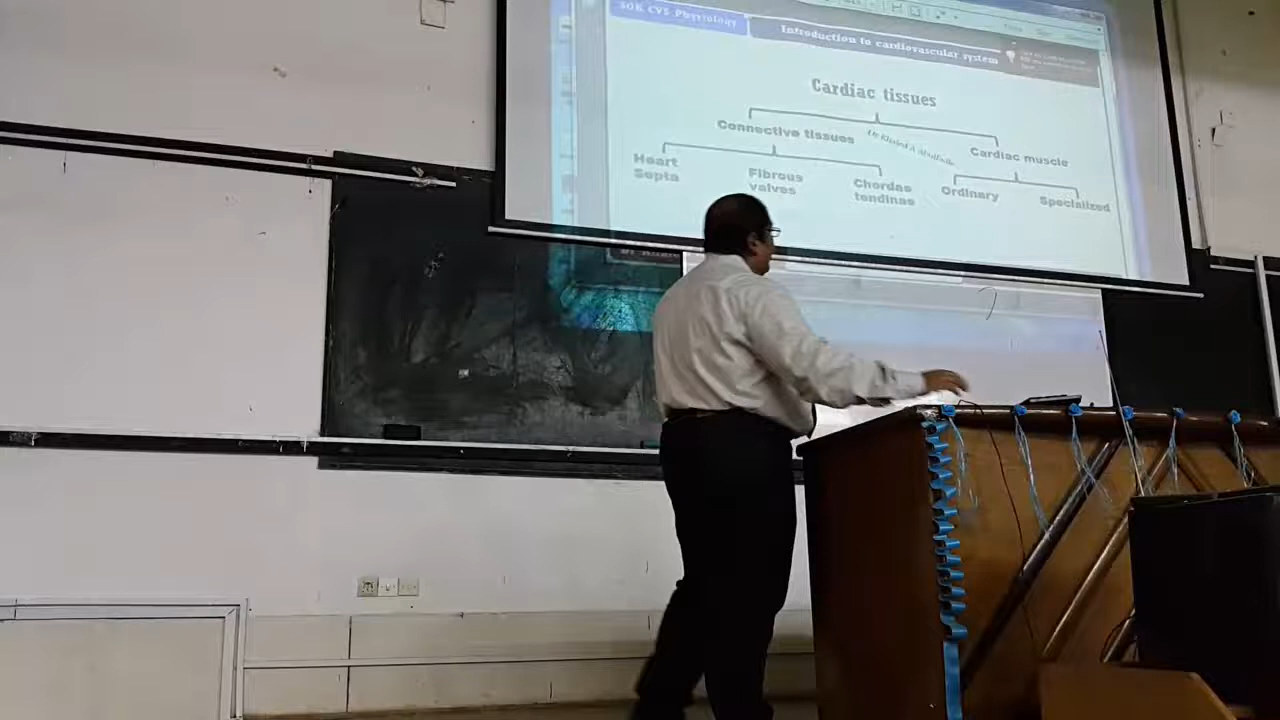 SOK CVS Physiology
Introduction to cardiovascular system
Cardiac tissues
Connective tissues
Cardiac muscle
Heart
Septa
Fibrous
valves
Chordae
tendinae
Ordinary
Specialized